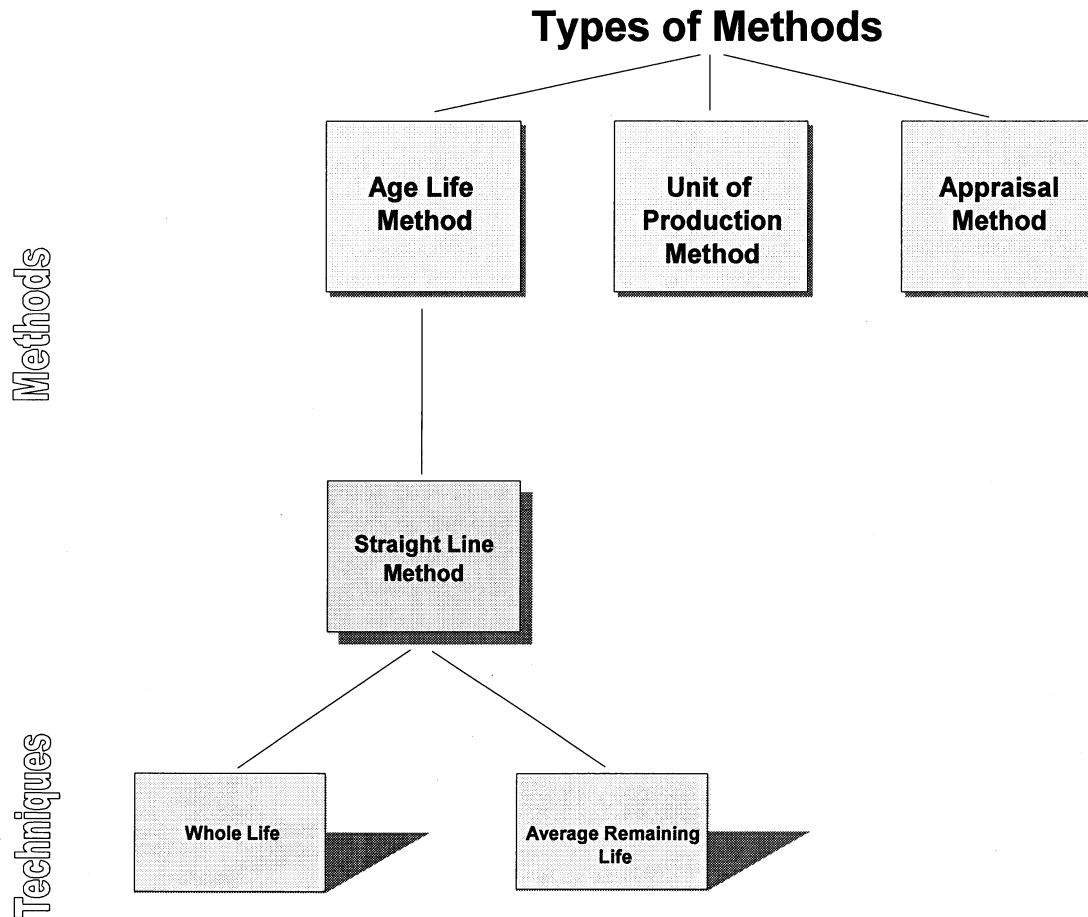 Types of Methods
Methods
Age Life
Method
Unit of
Production
Method
Appraisal
Method
Straight Line
Method
Techniques
Whole Life
Average Remaining
Life